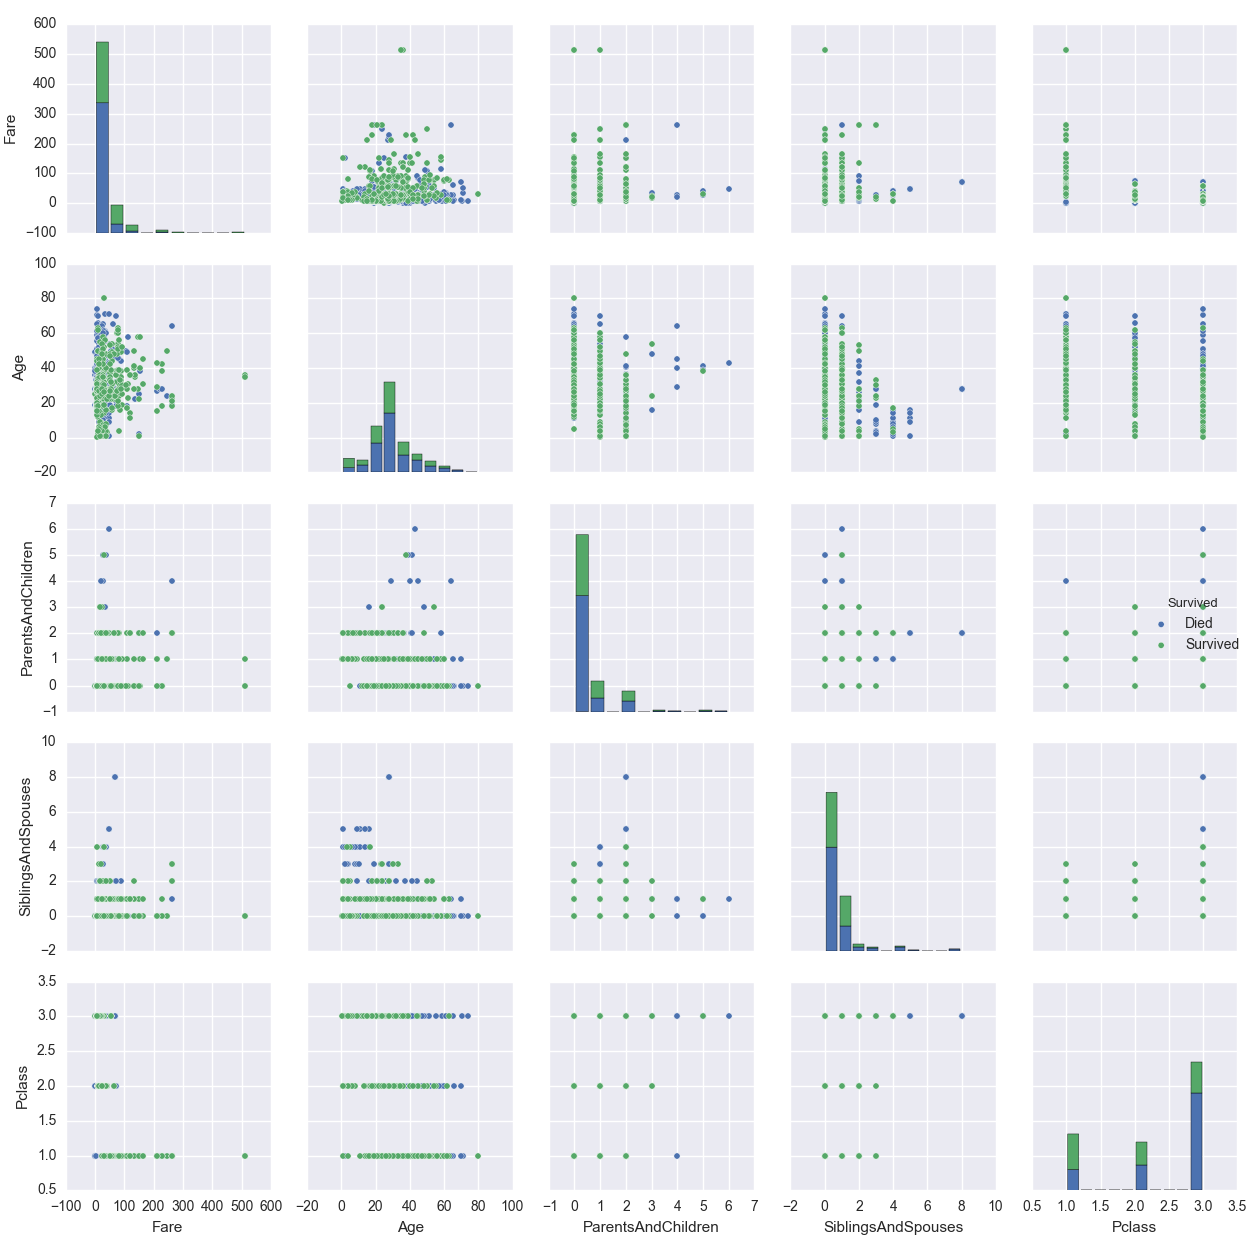 600
500
400
300
200
100
0
−100
Fare
100
80
60
40
20
0
−20
Age
7
6
5
4
3
2
1
0
−1
ParentsAndChildren
Survived
Died
Survived
10
8
6
4
2
0
−2
SiblingsAndSpouses
3.5
3.0
2.5
2.0
1.5
1.0
0.5
Pclass
−100 0 100 200 300 400 500 600
−20 0 20 40 60 80 100
−1 0 1 2 3 4 5 6 7
−2 0 2 4 6 8 10
0.5 1.0 1.5 2.0 2.5 3.0 3.5
Fare
Age
ParentsAndChildren
SiblingsAndSpouses
Pclass